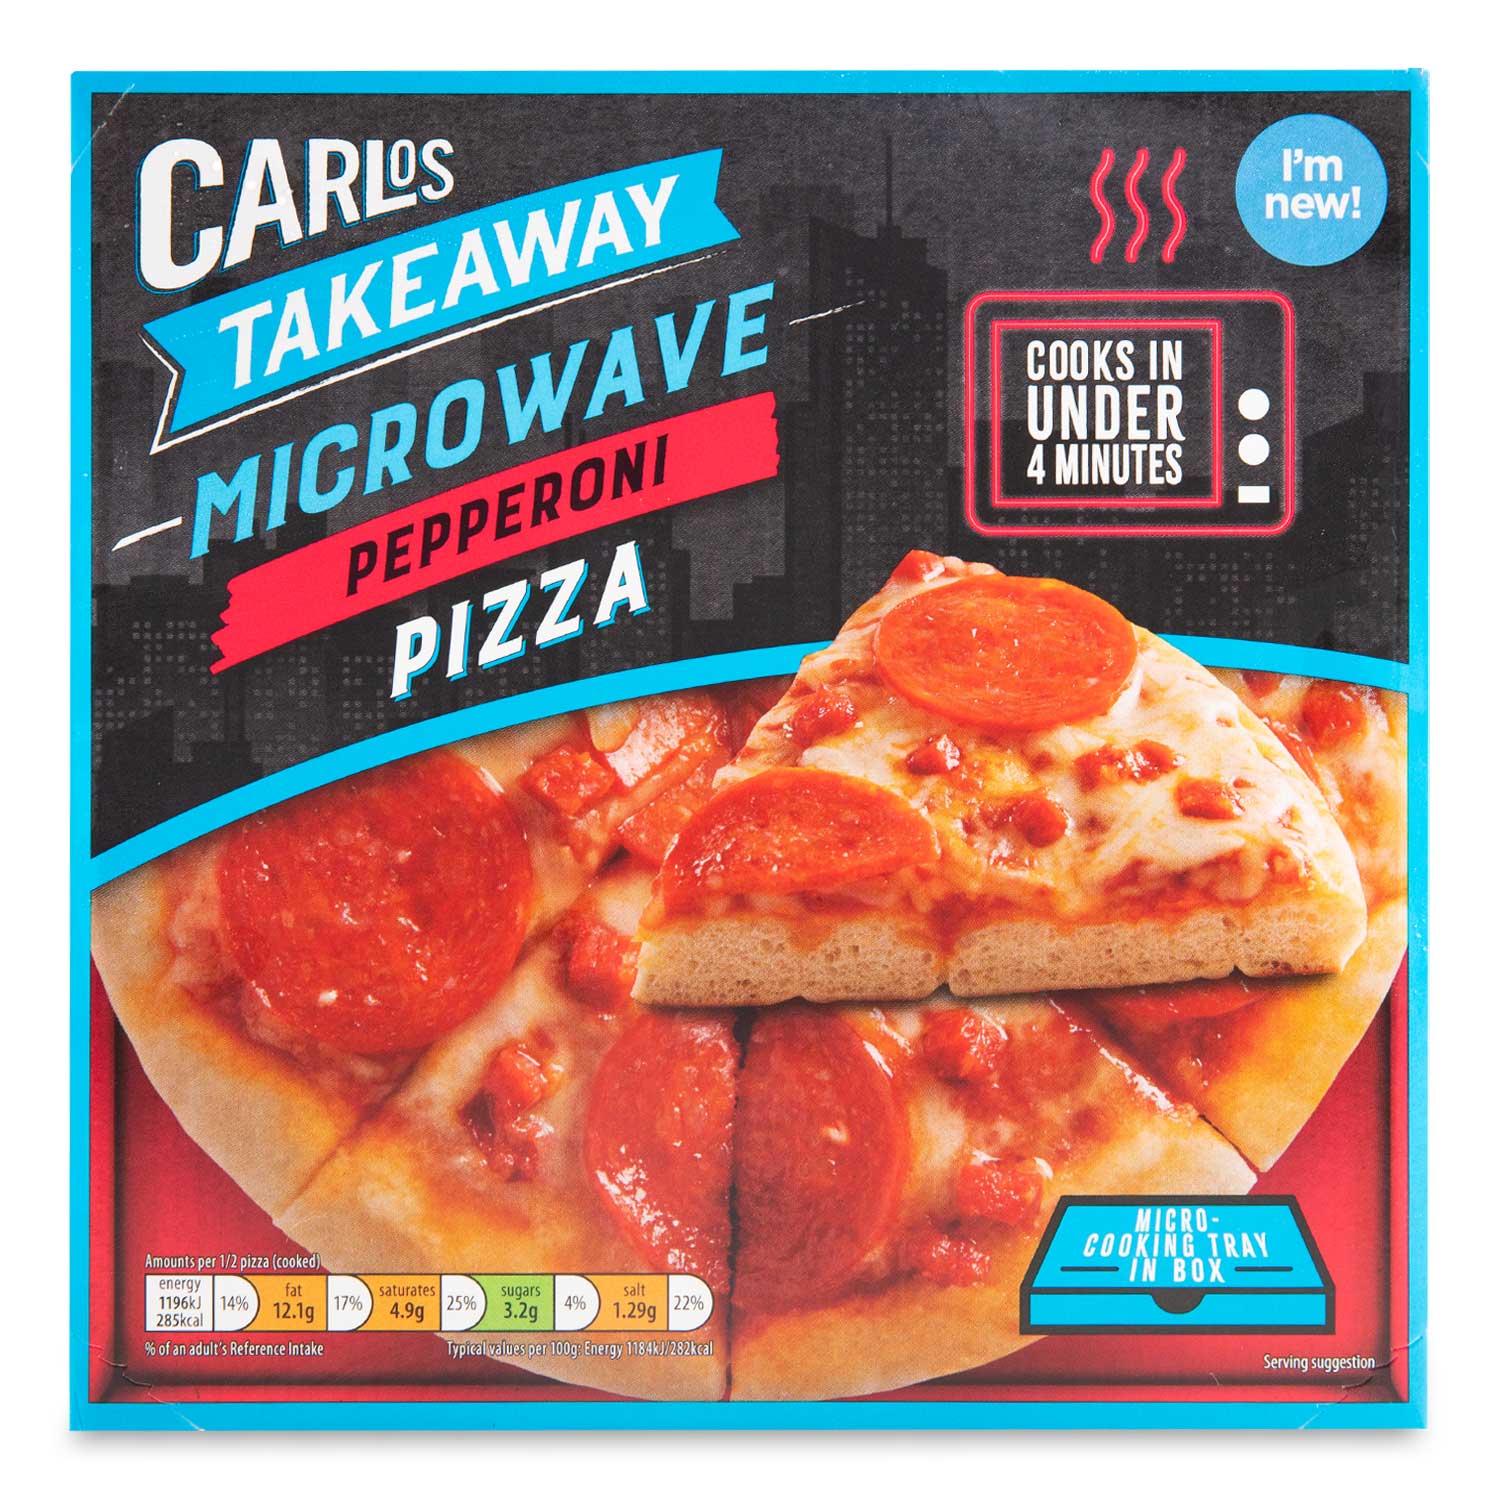 CARLOS
TAKEAWAY
MICROWAVE
PEPPERONI
PIZZA
I'm
new!
COOKS IN
UNDER
4 MINUTES
MICRO-
COOKING TRAY
IN BOX
Amounts per 1/2 pizza (cooked)
energy 1196kJ 285kcal 14%
fat 12.1g 17%
saturates 4.9g 25%
sugars 3.2g 4%
salt 1.29g 22%
% of an adult's Reference Intake
Typical values per 100g: Energy 1184kJ/282kcal
Serving suggestion